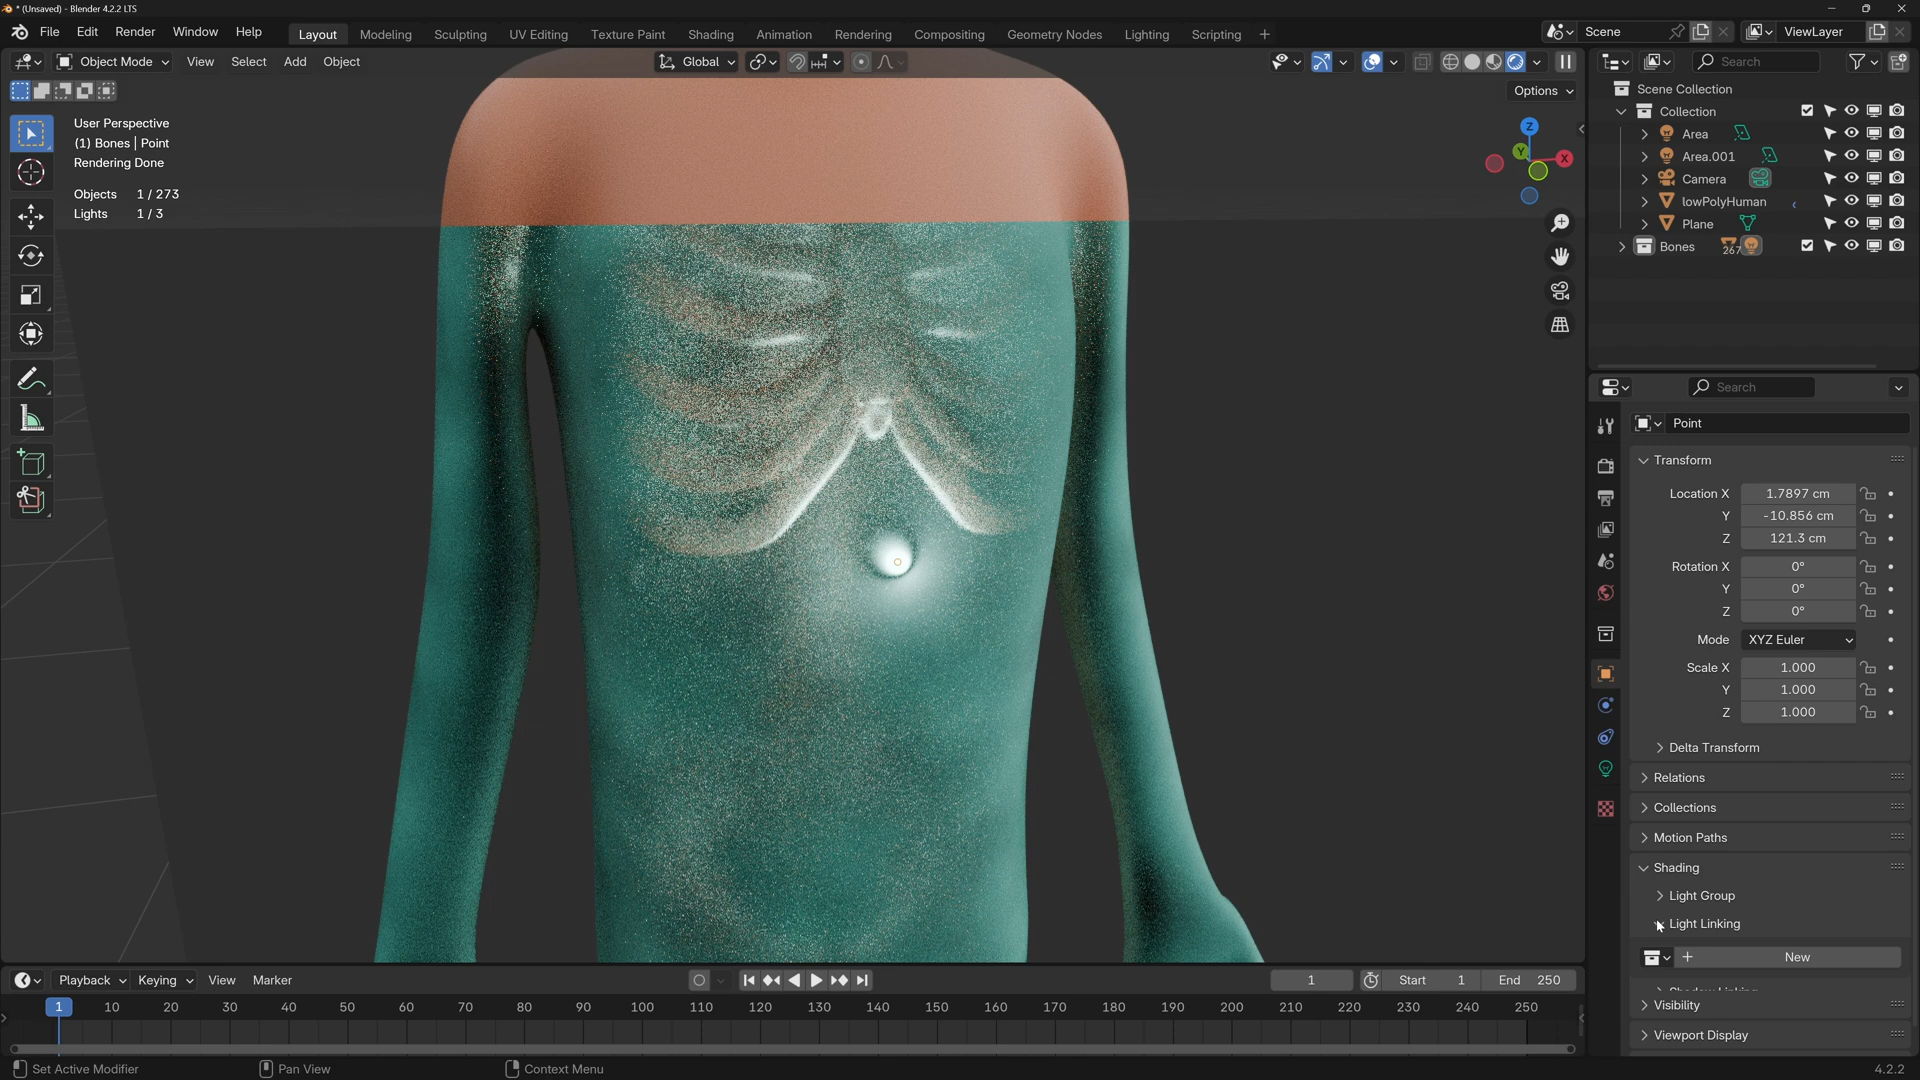 * (Unsaved) - Blender 4.2.2 LTS
File Edit Render Window Help Layout Modeling Sculpting UV Editing Texture Paint Shading Animation Rendering Compositing Geometry Nodes Lighting Scripting Scene ViewLayer
Object Mode View Select Add Object Global Search
Options
User Perspective
(1) Bones | Point
Rendering Done
Objects 1 / 273
Lights 1 / 3
Z
Y
X
Scene Collection
Collection
Area
Area.001
Camera
lowPolyHuman
Plane
Bones 267
Search
Point
Transform
Location X 1.7897 cm
Y -10.856 cm
Z 121.3 cm
Rotation X 0°
Y 0°
Z 0°
Mode XYZ Euler
Scale X 1.000
Y 1.000
Z 1.000
Delta Transform
Relations
Collections
Motion Paths
Shading
Light Group
Light Linking
New
Visibility
Viewport Display
Playback Keying View Marker 1 Start 1 End 250
1 10 20 30 40 50 60 70 80 90 100 110 120 130 140 150 160 170 180 190 200 210 220 230 240 250
Set Active Modifier Pan View Context Menu 4.2.2